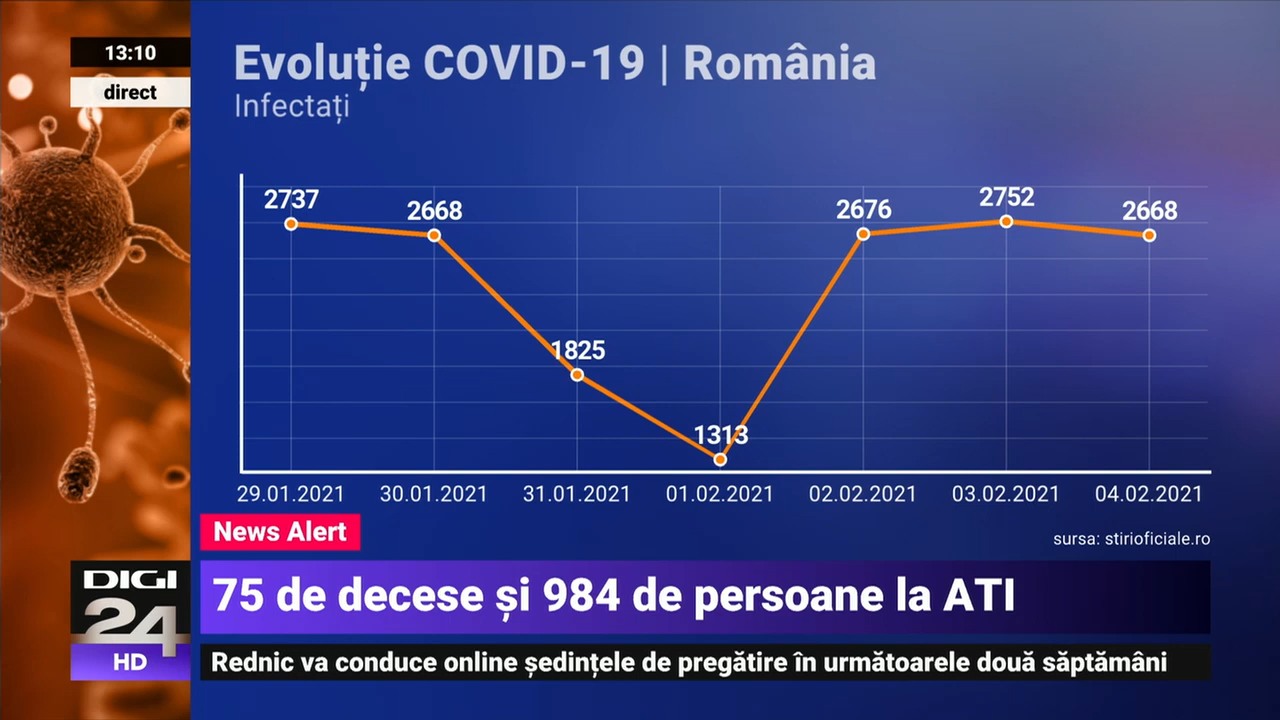 13:10
direct
Evoluție COVID-19 | România
Infectați
2737
2668
1825
1313
2676
2752
2668
29.01.2021
30.01.2021
31.01.2021
01.02.2021
02.02.2021
03.02.2021
04.02.2021
News Alert
sursa: stirioficiale.ro
DIGI
24
HD
75 de decese și 984 de persoane la ATI
Rednic va conduce online ședințele de pregătire în următoarele două săptămâni